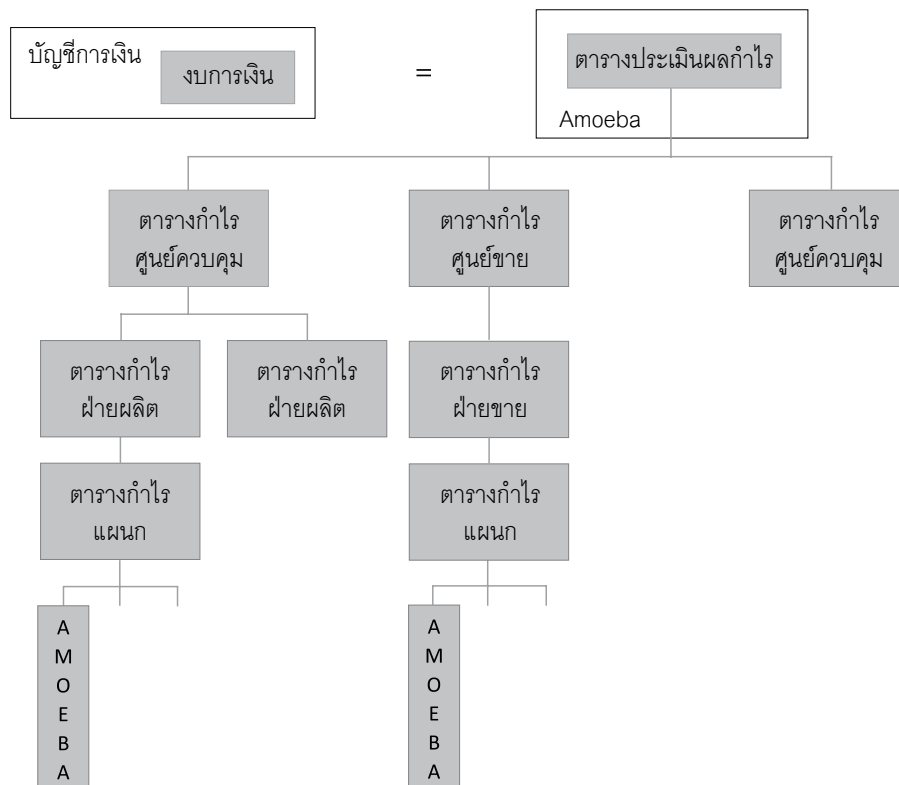 บัญชีการเงิน
งบการเงิน
=
ตารางประเมินผลกำไร
Amoeba
ตารางกำไร
ศูนย์ควบคุม
ตารางกำไร
ศูนย์ขาย
ตารางกำไร
ศูนย์ควบคุม
ตารางกำไร
ฝ่ายผลิต
ตารางกำไร
ฝ่ายผลิต
ตารางกำไร
ฝ่ายขาย
ตารางกำไร
แผนก
ตารางกำไร
แผนก
A
M
O
E
B
A
A
M
O
E
B
A